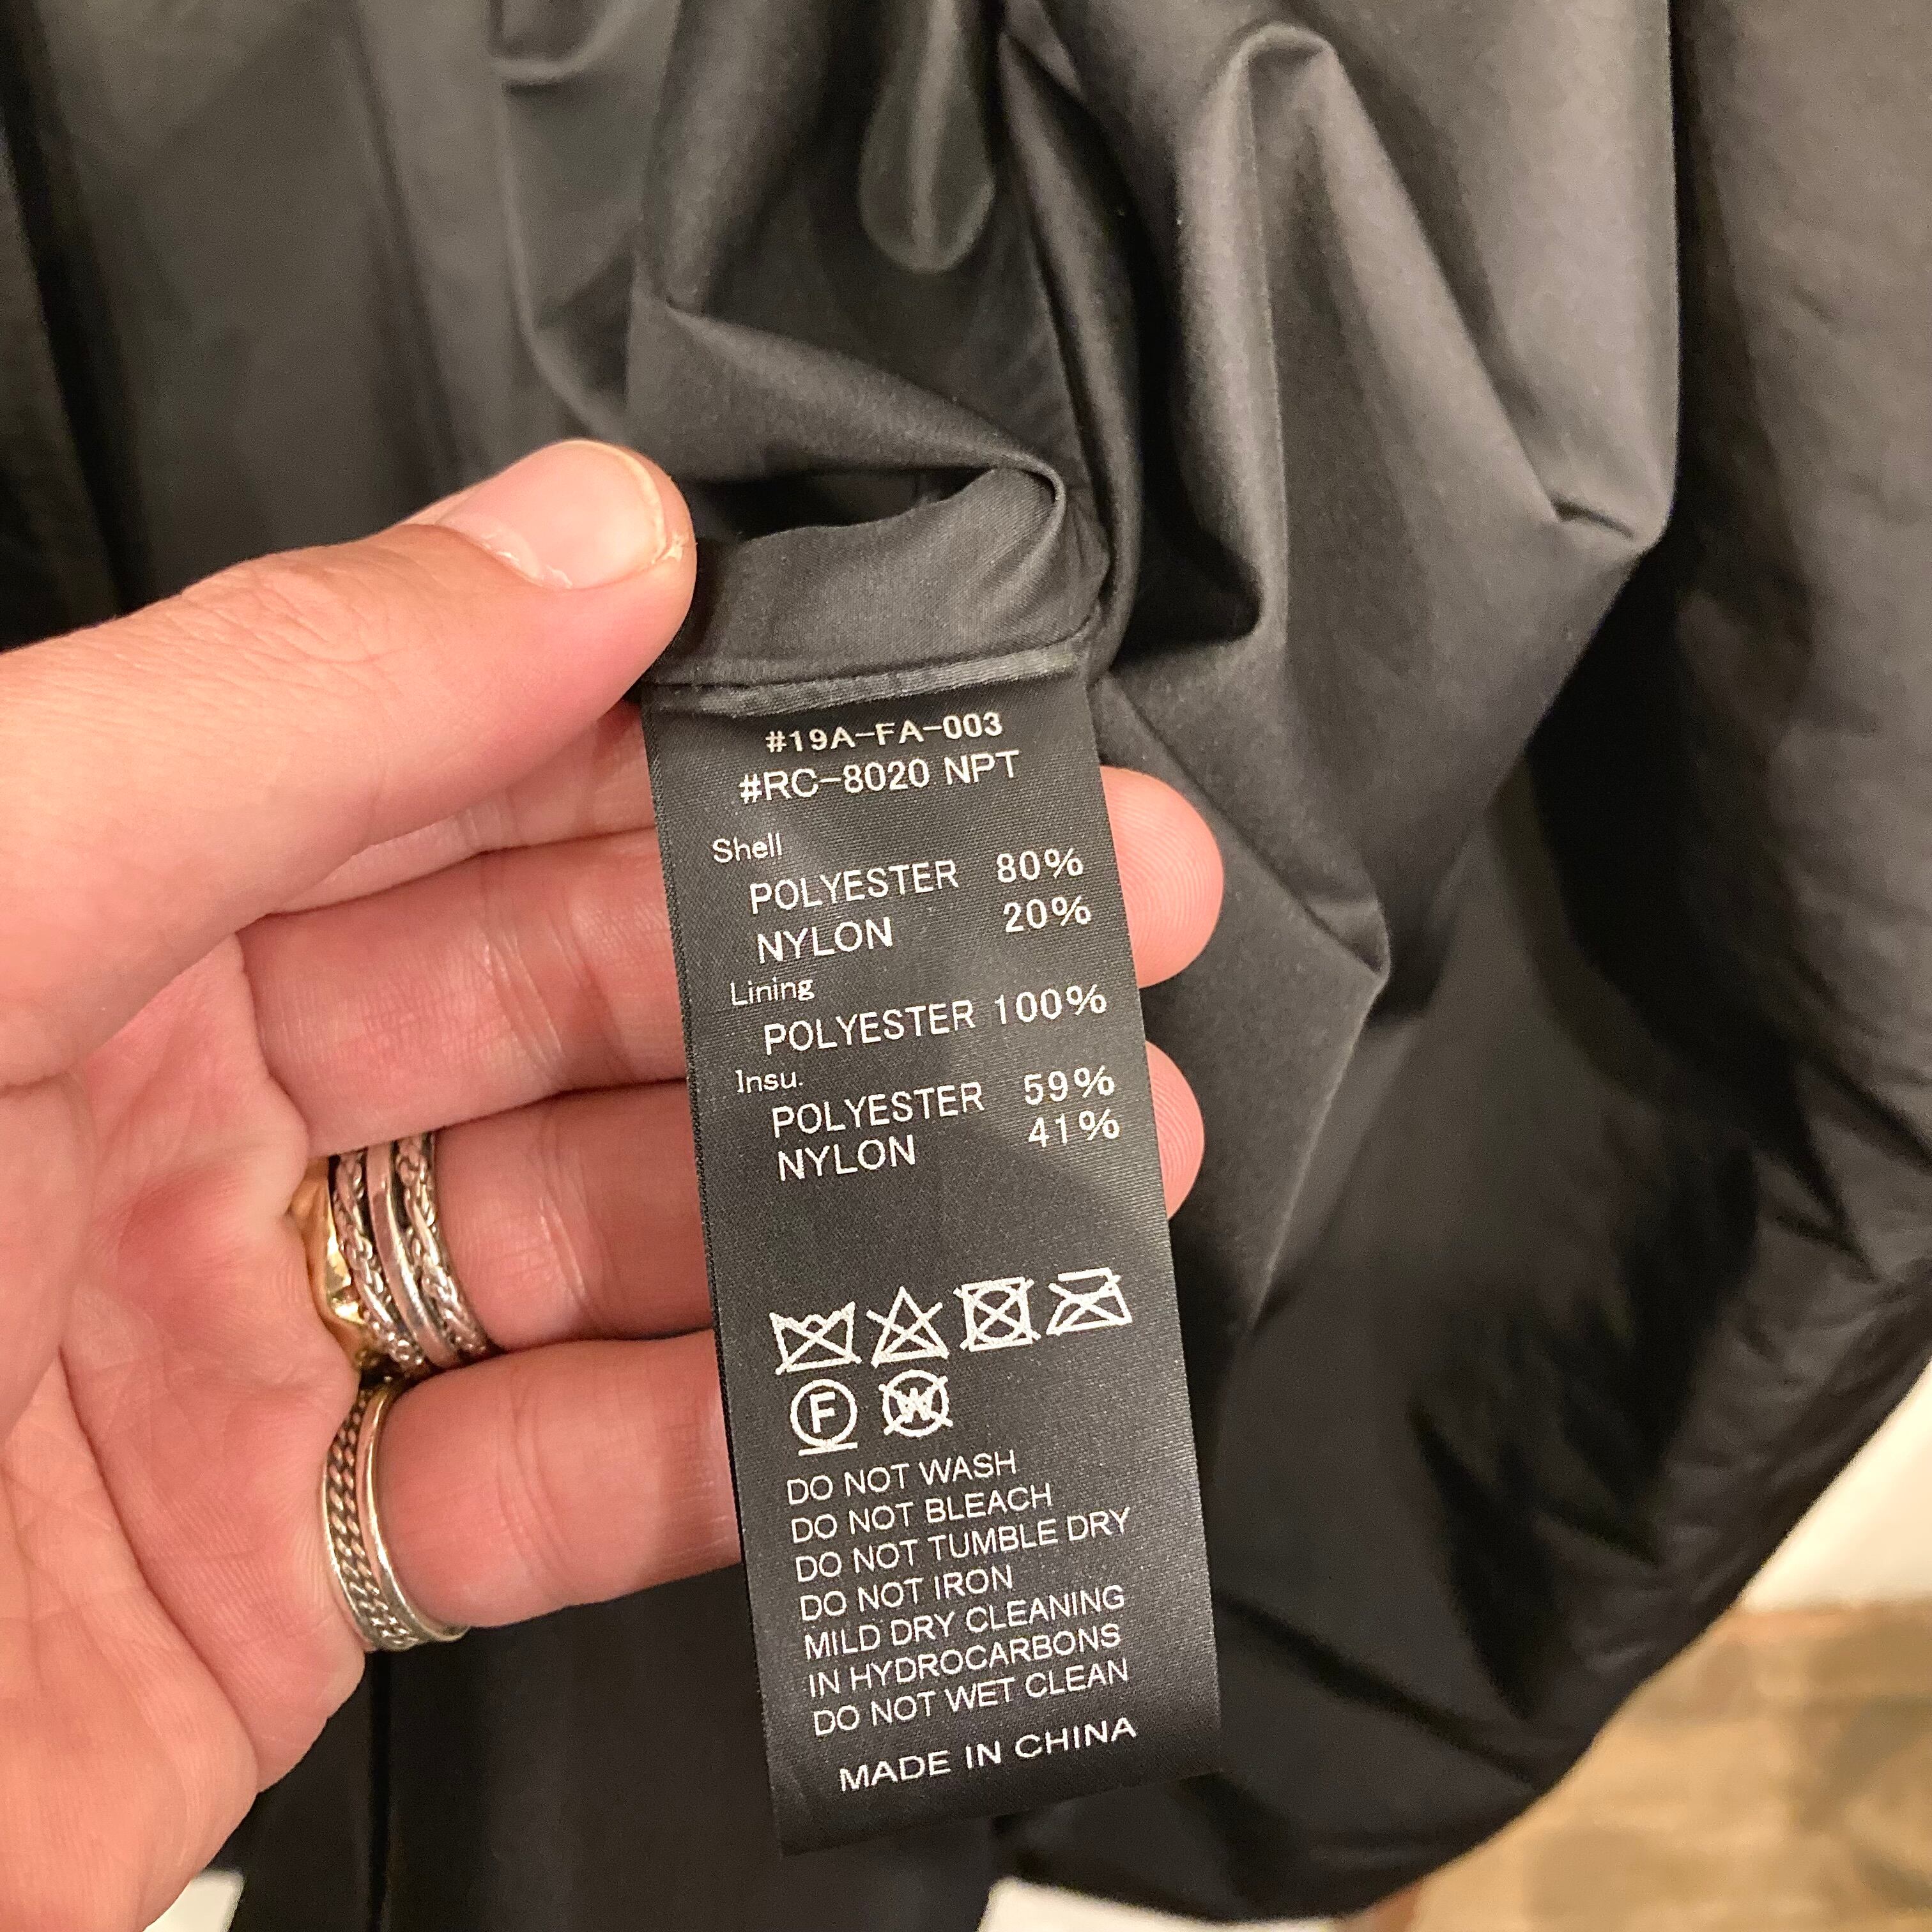 #19A-FA-003
#RC-8020 NPT
Shell
POLYESTER 80%
NYLON 20%
Lining
POLYESTER 100%
Insu.
POLYESTER 59%
NYLON 41%
F W
DO NOT WASH
DO NOT BLEACH
DO NOT TUMBLE DRY
DO NOT IRON
MILD DRY CLEANING
IN HYDROCARBONS
DO NOT WET CLEAN
MADE IN CHINA